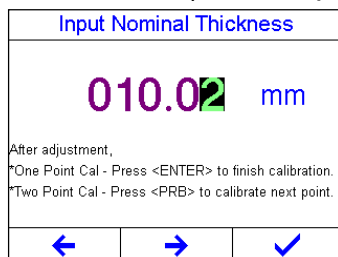 Input Nominal Thickness
010.02 mm
After adjustment,
*One Point Cal - Press <ENTER> to finish calibration.
*Two Point Cal - Press <PRB> to calibrate next point.